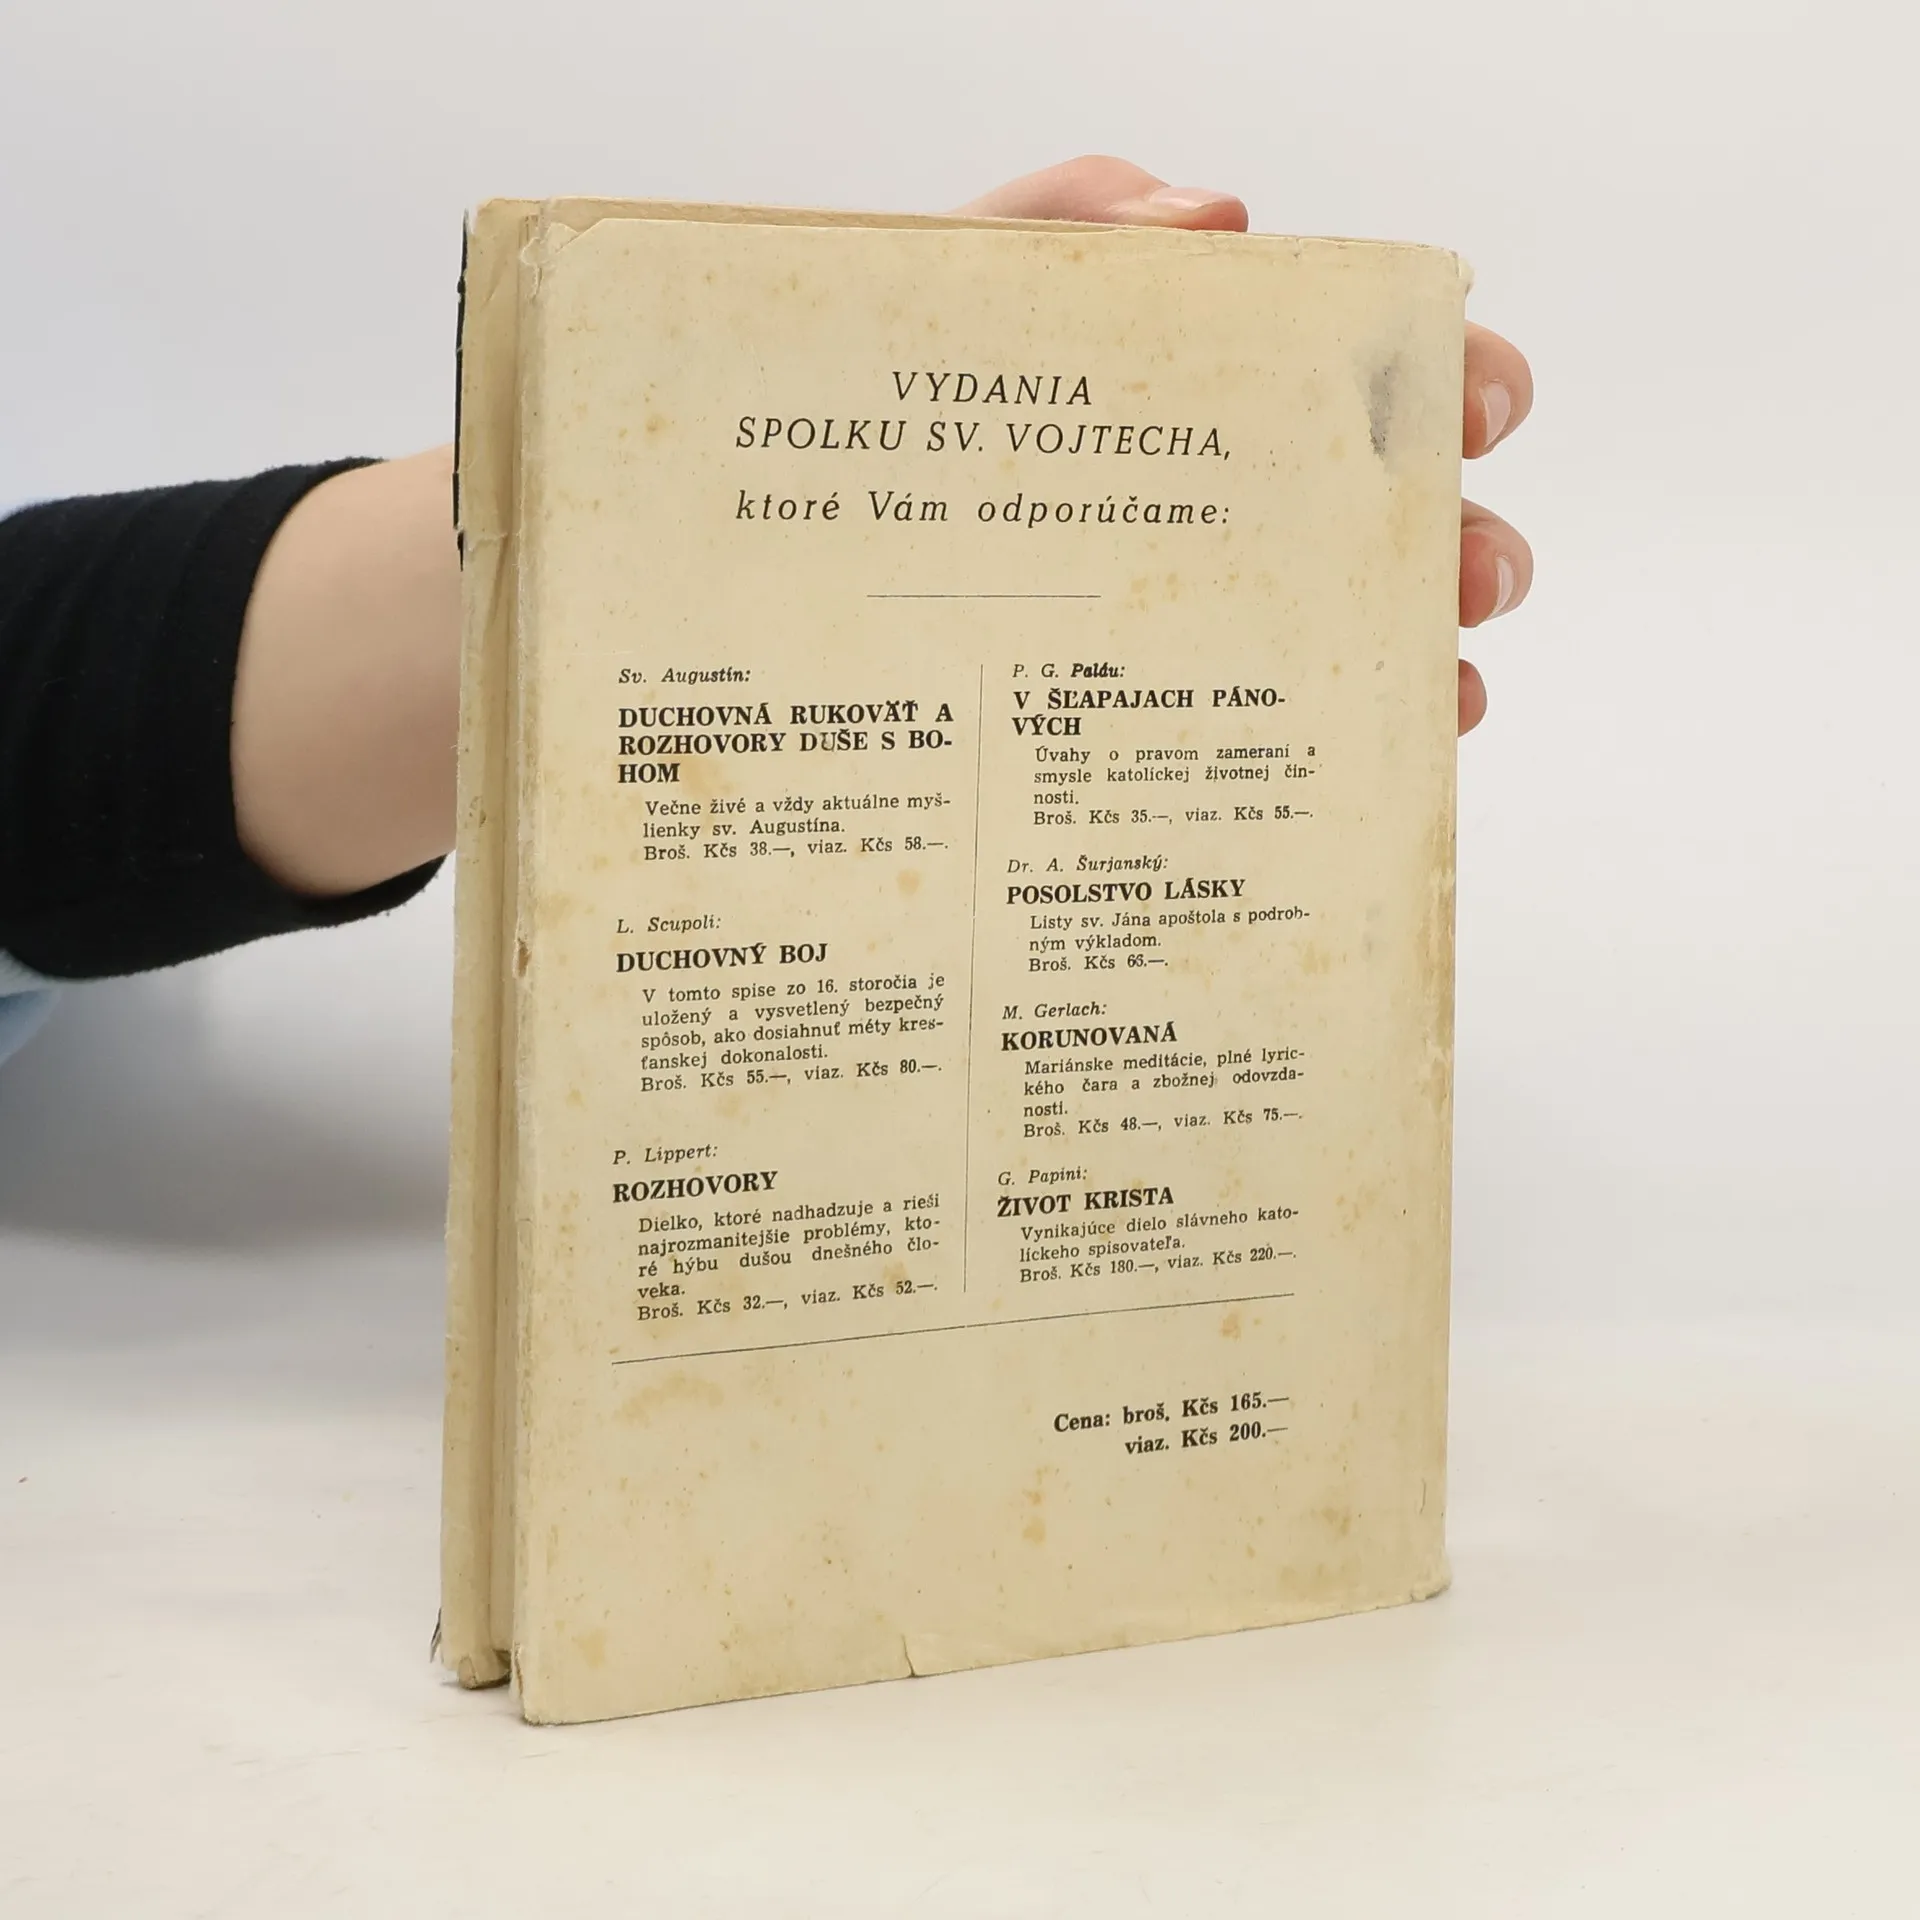 VYDANIA
SPOLKU SV. VOJTECHA,
ktoré Vám odporúčame:
Sv. Augustín:
DUCHOVNÁ RUKOVÄŤ A
ROZHOVORY DUŠE S BO-
HOM
Večne živé a vždy aktuálne myš-
lienky sv. Augustína.
Broš. Kčs 38.—, viaz. Kčs 58.—.
L. Scupoli:
DUCHOVNÝ BOJ
V tomto spise zo 16. storočia je
uložený a vysvetlený bezpečný
spôsob, ako dosiahnuť méty kres-
ťanskej dokonalosti.
Broš. Kčs 55.—, viaz. Kčs 80.—.
P. Lippert:
ROZHOVORY
Dielko, ktoré nadhadzuje a rieši
najrozmanitejšie problémy, kto-
ré hýbu dušou dnešného člo-
veka.
Broš. Kčs 32.—, viaz. Kčs 52.—.
P. G. Paláu:
V ŠĽAPAJACH PÁNO-
VÝCH
Úvahy o pravom zameraní a
smysle katolíckej životnej čin-
nosti.
Broš. Kčs 35.—, viaz. Kčs 55.—.
Dr. A. Šurjanský:
POSOLSTVO LÁSKY
Listy sv. Jána apoštola s podrob-
ným výkladom.
Broš. Kčs 66.—.
M. Gerlach:
KORUNOVANÁ
Mariánske meditácie, plné lyric-
kého čara a zbožnej odovzda-
nosti.
Broš. Kčs 48.—, viaz. Kčs 75.—.
G. Papini:
ŽIVOT KRISTA
Vynikajúce dielo slávneho kato-
líckeho spisovateľa.
Broš. Kčs 180.—, viaz. Kčs 220.—.
Cena: broš. Kčs 165.—
viaz. Kčs 200.—